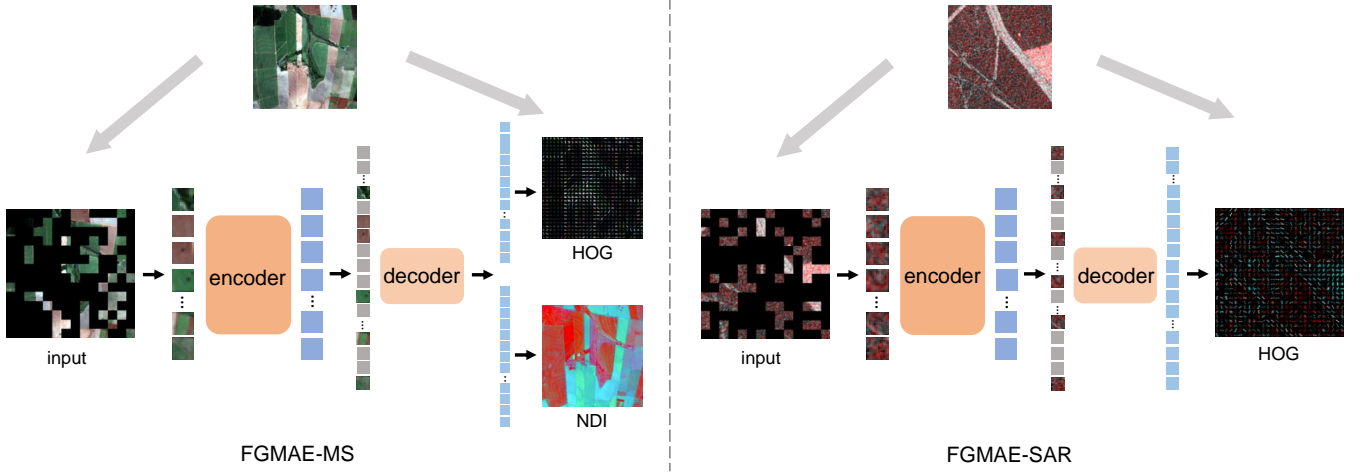 encoder
decoder
HOG
input
NDI
FGMAE-MS
encoder
decoder
input
HOG
FGMAE-SAR